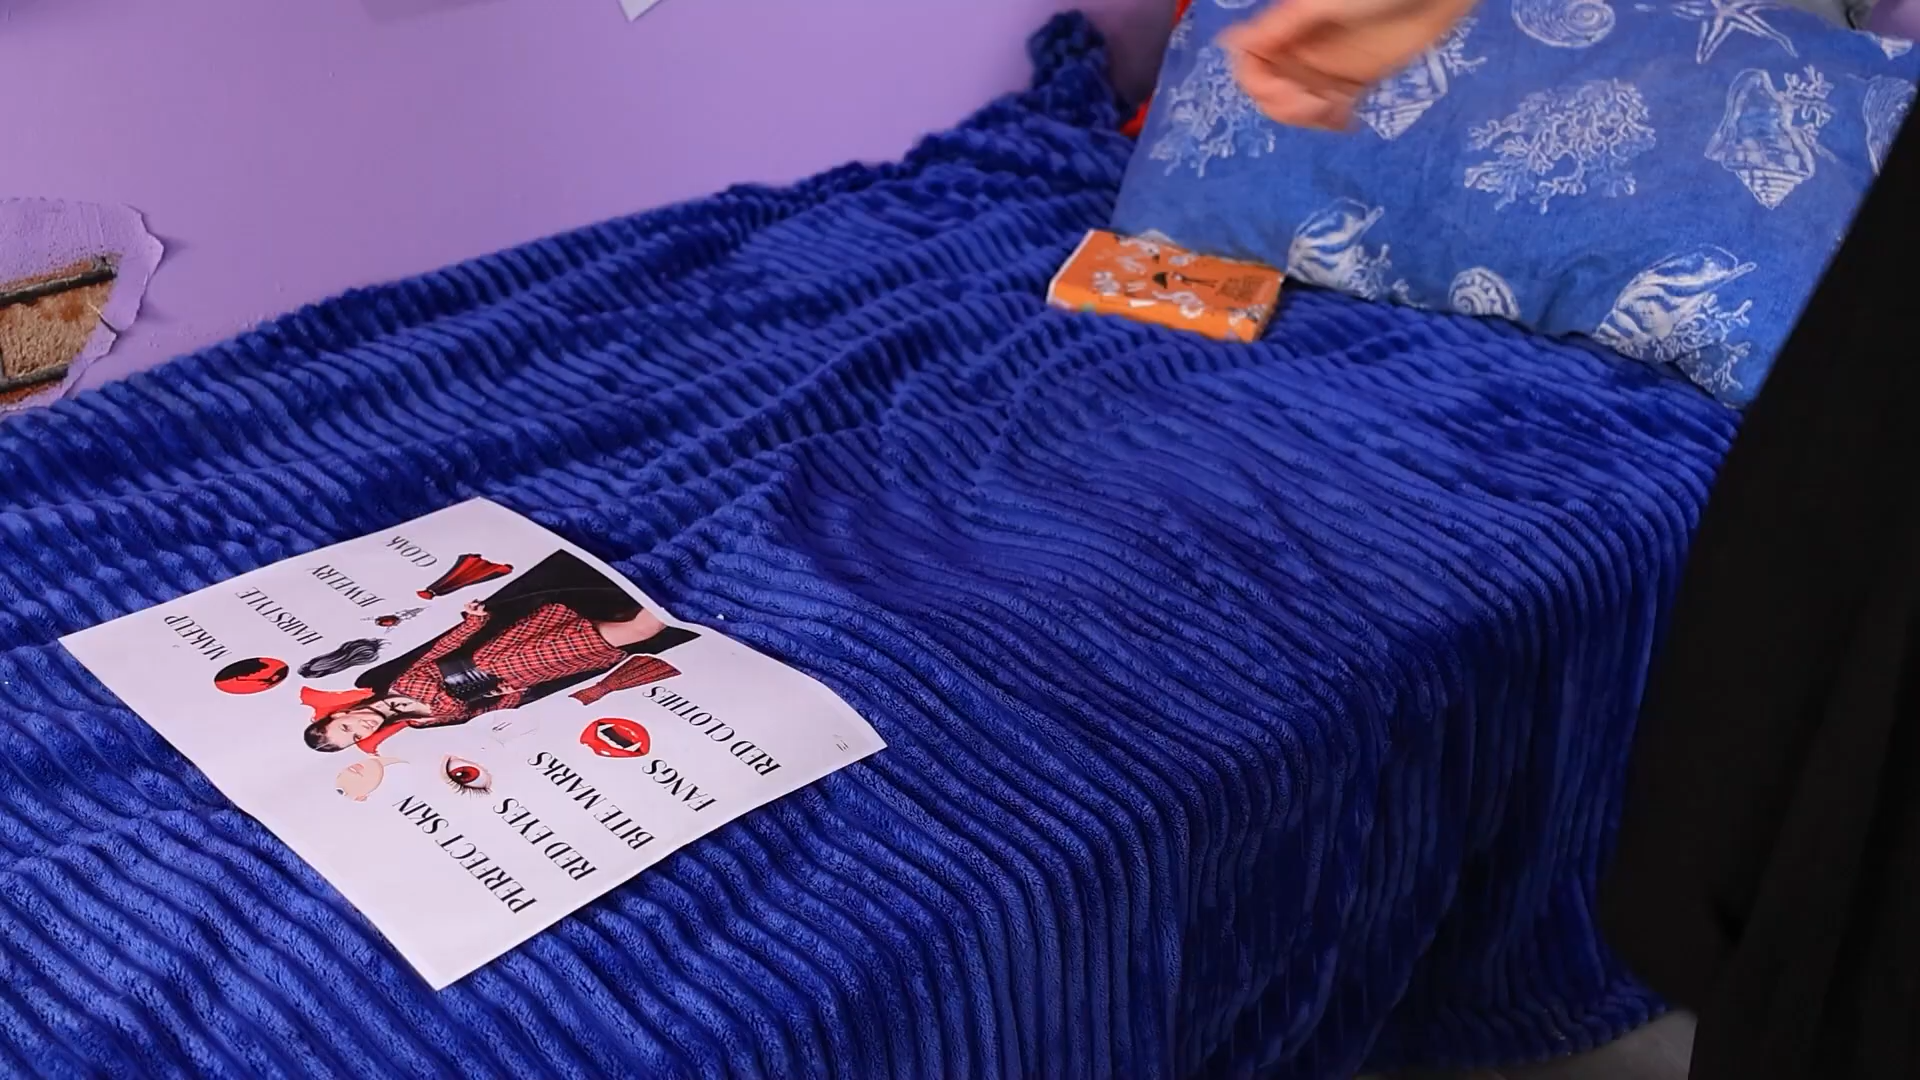 CLOAK
JEWELRY
HAIRSTYLE
MAKEUP
RED CLOTHES
FANGS
BITE MARKS
RED EYES
PERFECT SKIN